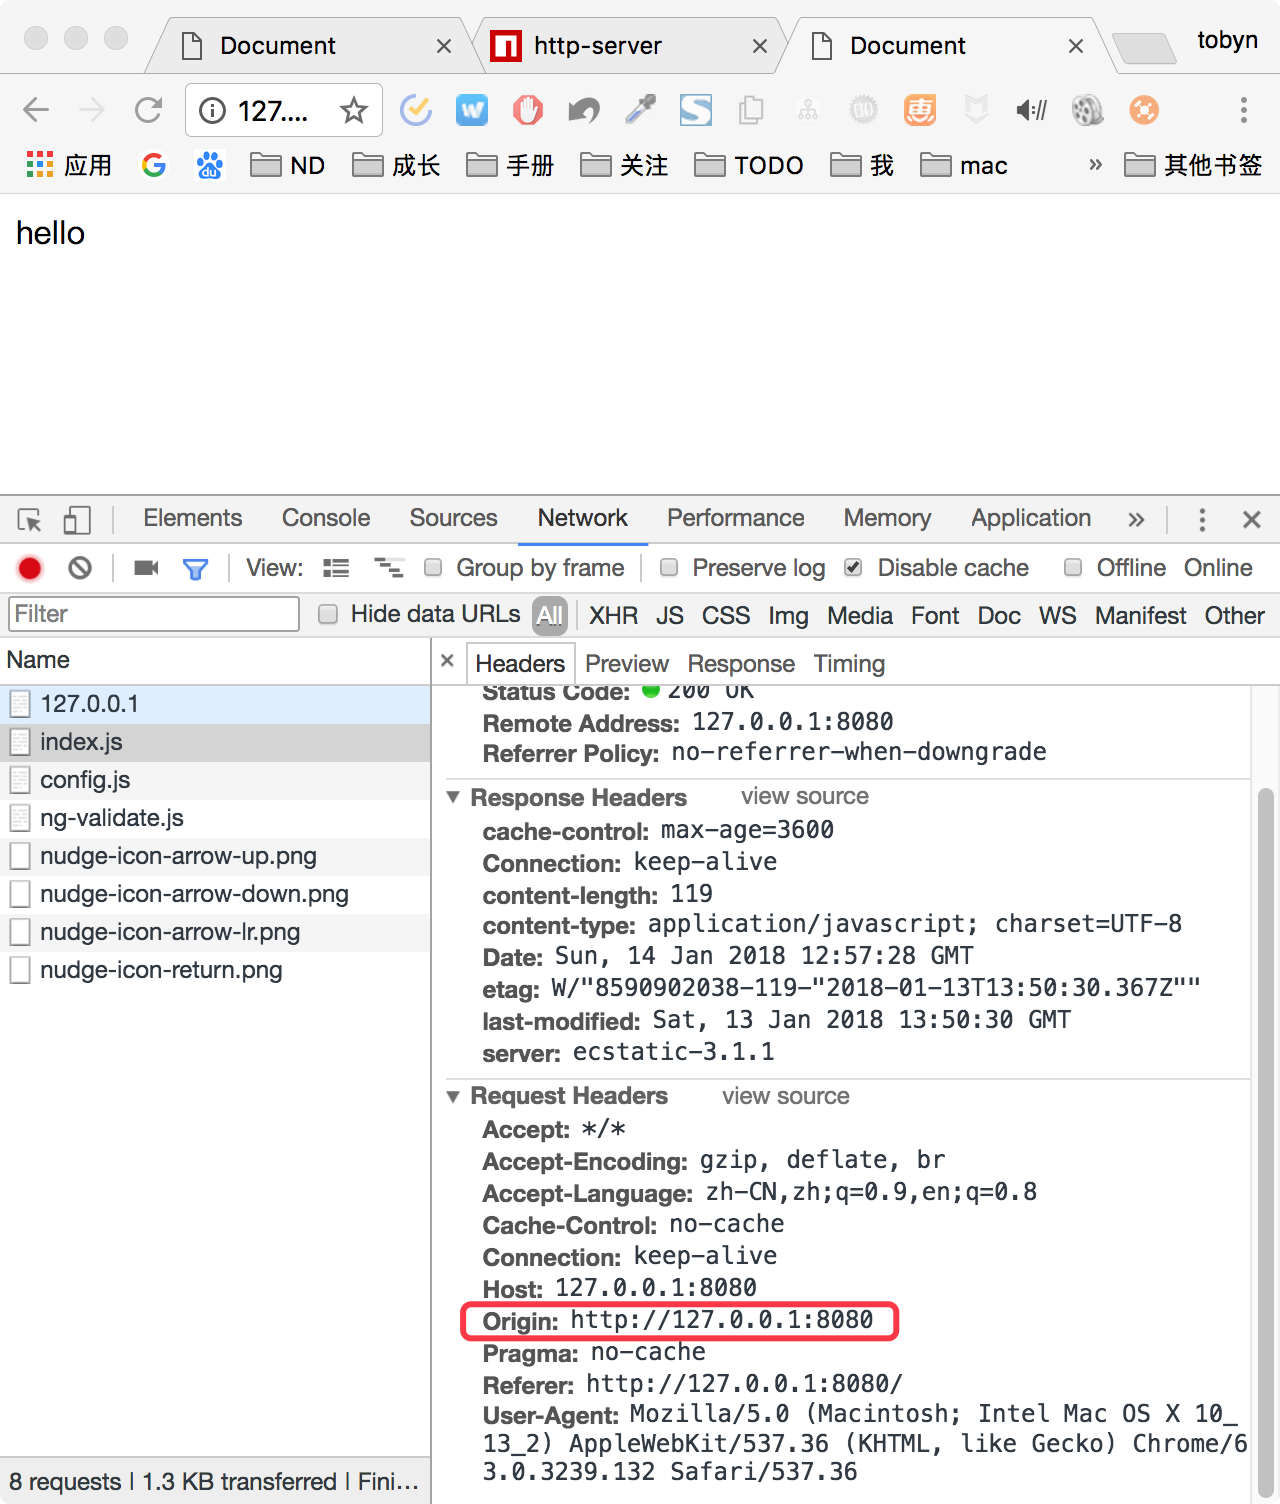 Document
http-server
Document
tobyn
127....
应用
ND
成长
手册
关注
TODO
我
mac
»
其他书签
hello
Elements Console Sources Network Performance Memory Application »
View: Group by frame Preserve log Disable cache Offline Online
Filter Hide data URLs All XHR JS CSS Img Media Font Doc WS Manifest Other
Name
127.0.0.1
index.js
config.js
ng-validate.js
nudge-icon-arrow-up.png
nudge-icon-arrow-down.png
nudge-icon-arrow-lr.png
nudge-icon-return.png
8 requests | 1.3 KB transferred | Fini...
Headers Preview Response Timing
Status Code: 200 OK
Remote Address: 127.0.0.1:8080
Referrer Policy: no-referrer-when-downgrade
Response Headers view source
cache-control: max-age=3600
Connection: keep-alive
content-length: 119
content-type: application/javascript; charset=UTF-8
Date: Sun, 14 Jan 2018 12:57:28 GMT
etag: W/"8590902038-119-"2018-01-13T13:50:30.367Z""
last-modified: Sat, 13 Jan 2018 13:50:30 GMT
server: ecstatic-3.1.1
Request Headers view source
Accept: */*
Accept-Encoding: gzip, deflate, br
Accept-Language: zh-CN,zh;q=0.9,en;q=0.8
Cache-Control: no-cache
Connection: keep-alive
Host: 127.0.0.1:8080
Origin: http://127.0.0.1:8080
Pragma: no-cache
Referer: http://127.0.0.1:8080/
User-Agent: Mozilla/5.0 (Macintosh; Intel Mac OS X 10_
13_2) AppleWebKit/537.36 (KHTML, like Gecko) Chrome/6
3.0.3239.132 Safari/537.36